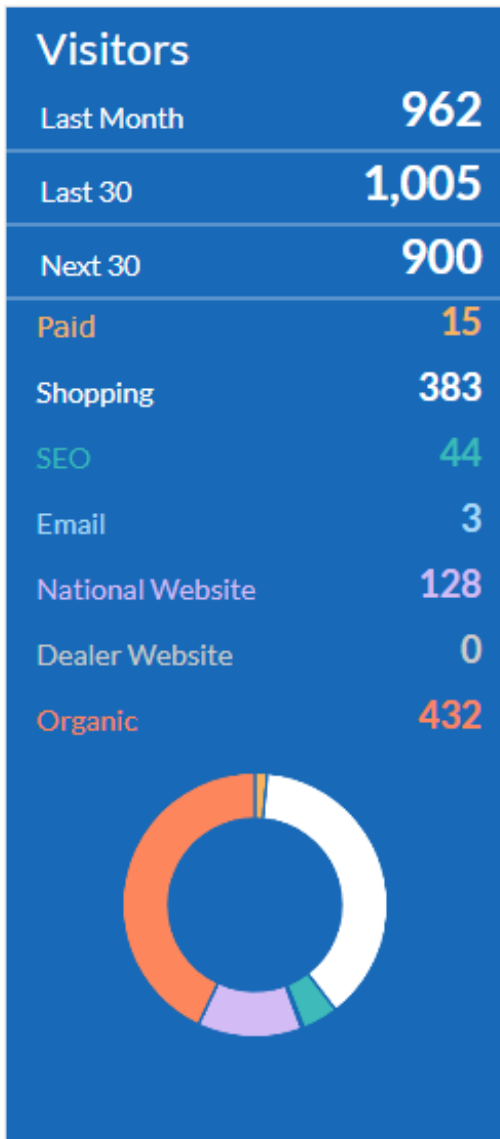 Visitors
Last Month 962
Last 30 1,005
Next 30 900
Paid 15
Shopping 383
SEO 44
Email 3
National Website 128
Dealer Website 0
Organic 432